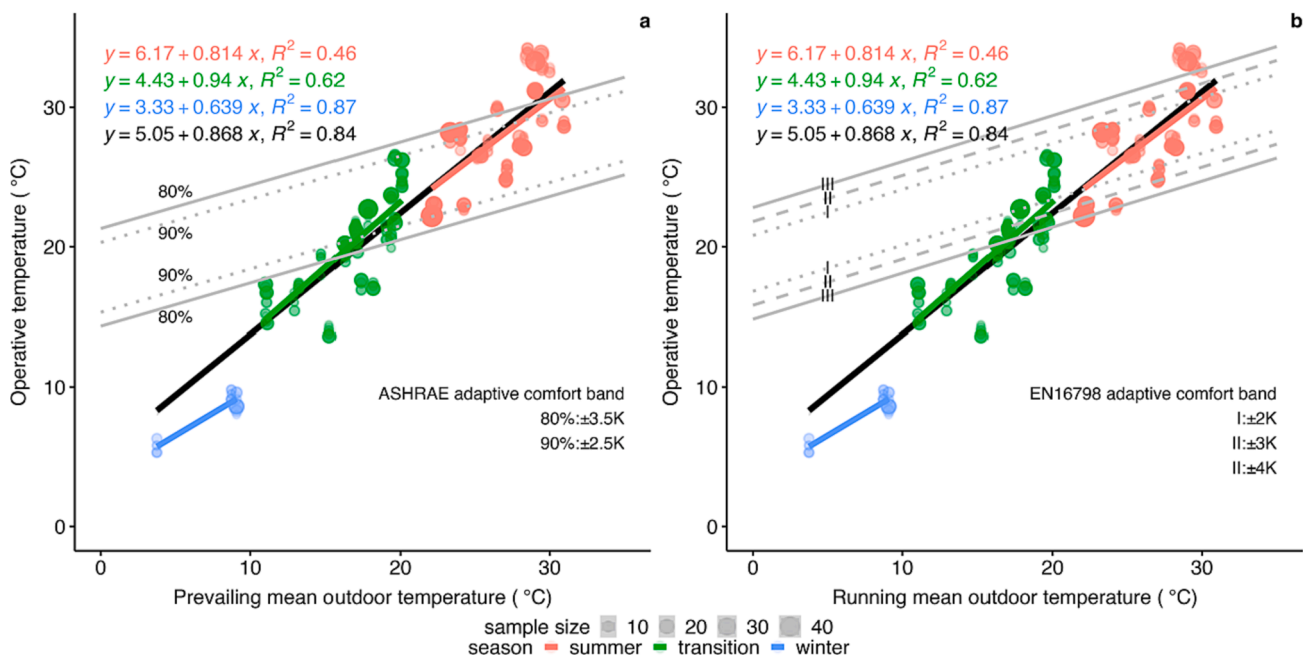 a
y = 6.17 + 0.814 x, R² = 0.46
y = 4.43 + 0.94 x, R² = 0.62
y = 3.33 + 0.639 x, R² = 0.87
y = 5.05 + 0.868 x, R² = 0.84
30
20
10
0
Operative temperature ( °C)
80%
90%
90%
80%
ASHRAE adaptive comfort band
80%:±3.5K
90%:±2.5K
0 10 20 30
Prevailing mean outdoor temperature ( °C)
b
y = 6.17 + 0.814 x, R² = 0.46
y = 4.43 + 0.94 x, R² = 0.62
y = 3.33 + 0.639 x, R² = 0.87
y = 5.05 + 0.868 x, R² = 0.84
30
20
10
0
Operative temperature ( °C)
III
II
I
I
II
III
EN16798 adaptive comfort band
I:±2K
II:±3K
II:±4K
0 10 20 30
Running mean outdoor temperature ( °C)
sample size 10 20 30 40
season summer transition winter